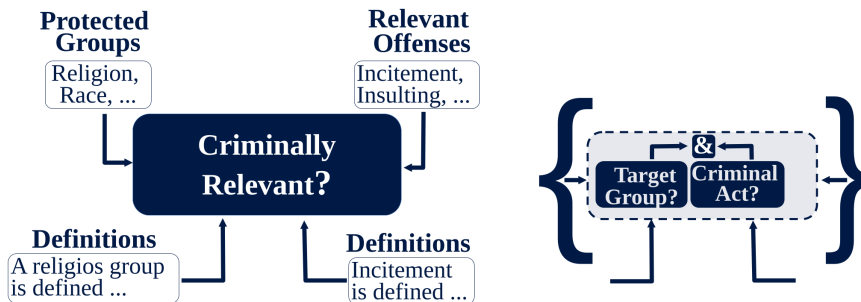 Protected
Groups
Religion,
Race, ...
Relevant
Offenses
Incitement,
Insulting, ...
Criminally
Relevant?
Definitions
A religios group
is defined ...
Definitions
Incitement
is defined ...
{
&
Target
Group?
Criminal
Act?
}